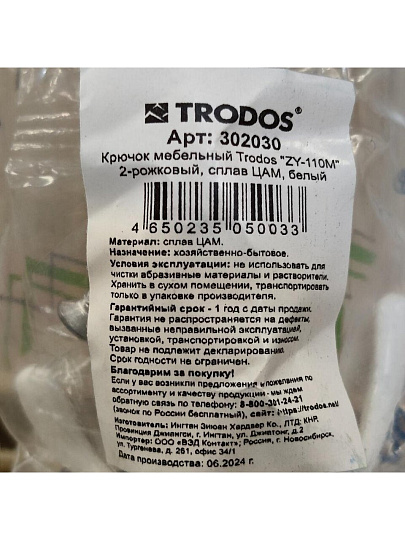 TRODOS®
Арт: 302030
Крючок мебельный Trodos "ZY-110M"
2-рожковый, сплав ЦАМ, белый
4 650235 050033
Материал: сплав ЦАМ.
Назначение: хозяйственно-бытовое.
Условия эксплуатации: не использовать для
чистки абразивные материалы и растворители.
Хранить в сухом помещении, транспортировать
только в упаковке производителя.
Гарантийный срок - 1 год с даты продажи.
Гарантия не распространяется на дефекты,
вызванные неправильной эксплуатацией,
установкой, транспортировкой и износом.
Товар не подлежит декларированию.
Срок годности не ограничен.
Благодарим за покупку!
Если у вас возникли предложения и пожелания по
ассортименту и качеству продукции - мы ждем
обратную связь по телефону: 8-800-301-24-21
(звонок по России бесплатный), сайт: https://trodos.net/
Изготовитель: Ингтан Зиюан Хардвер Ко., ЛТД; КНР,
Провинция Джиангси, г. Ингтан, ул. Джиатонг, д.2
Импортер: ООО «ВЭД Контакт»; Россия, г. Новосибирск,
ул. Тургенева, д. 251, офис 34/1
Дата производства: 06.2024 г.